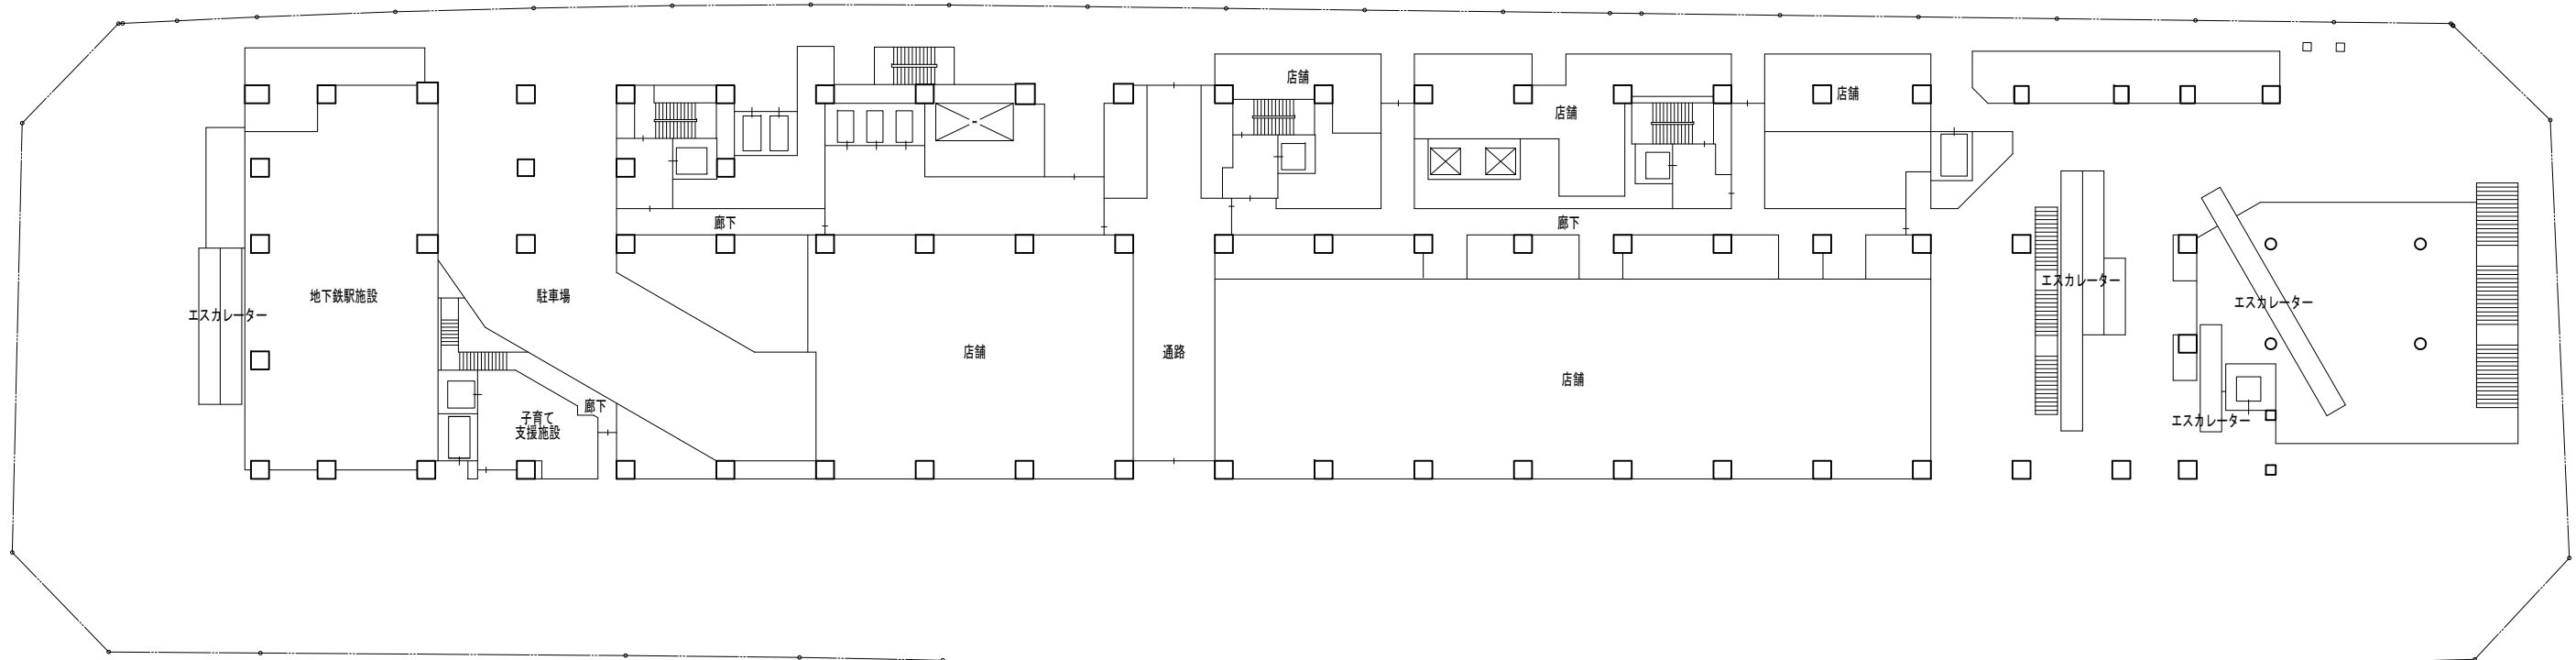 店舗
店舗
店舗
廊下
廊下
エスカレーター
地下鉄駅施設
駐車場
エスカレーター
エスカレーター
店舗
通路
店舗
廊下
子育て
支援施設
エスカレーター